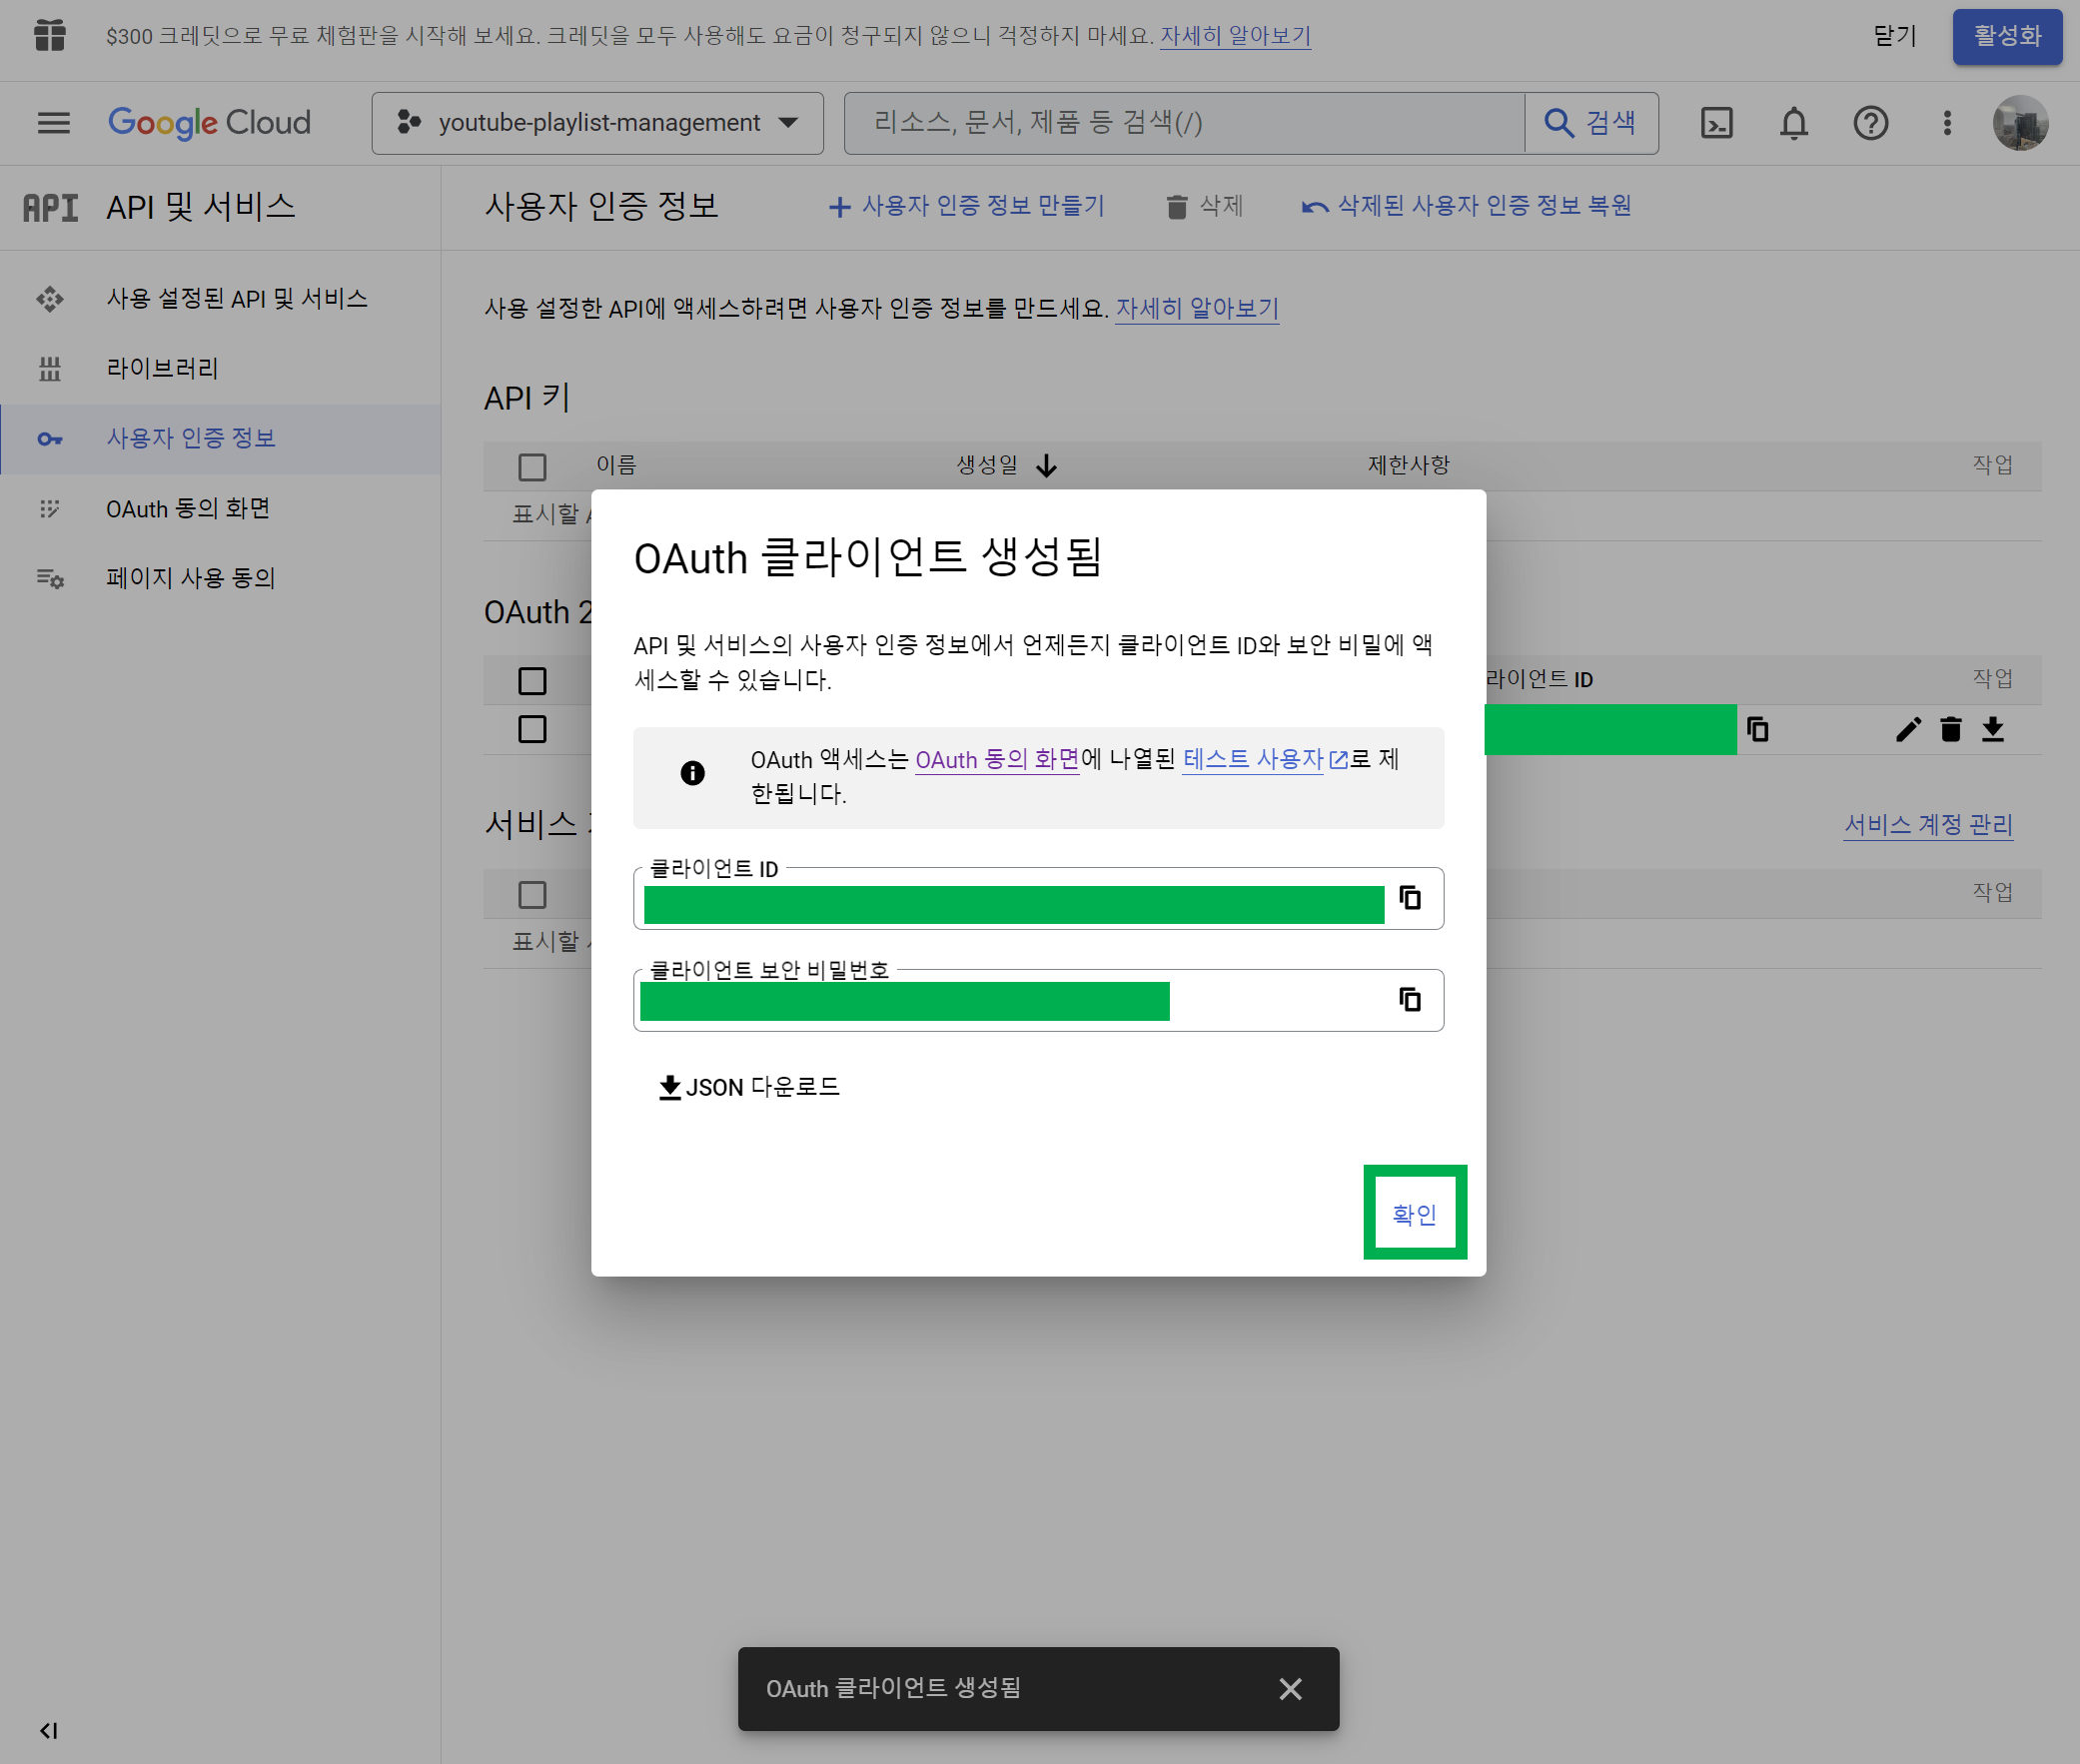 $300 크레딧으로 무료 체험판을 시작해 보세요. 크레딧을 모두 사용해도 요금이 청구되지 않으니 걱정하지 마세요. 자세히 알아보기
닫기
활성화
Google Cloud
youtube-playlist-management
리소스, 문서, 제품 등 검색(/)
검색
API
API 및 서비스
사용자 인증 정보
사용자 인증 정보 만들기
삭제
삭제된 사용자 인증 정보 복원
사용 설정된 API 및 서비스
라이브러리
사용자 인증 정보
OAuth 동의 화면
페이지 사용 동의
사용 설정한 API에 액세스하려면 사용자 인증 정보를 만드세요. 자세히 알아보기
API 키
이름
생성일
제한사항
작업
표시할
OAuth 2
라이언트 ID
작업
서비스
서비스 계정 관리
작업
표시할
OAuth 클라이언트 생성됨
API 및 서비스의 사용자 인증 정보에서 언제든지 클라이언트 ID와 보안 비밀에 액
세스할 수 있습니다.
OAuth 액세스는 OAuth 동의 화면에 나열된 테스트 사용자로 제
한됩니다.
클라이언트 ID
클라이언트 보안 비밀번호
JSON 다운로드
확인
OAuth 클라이언트 생성됨